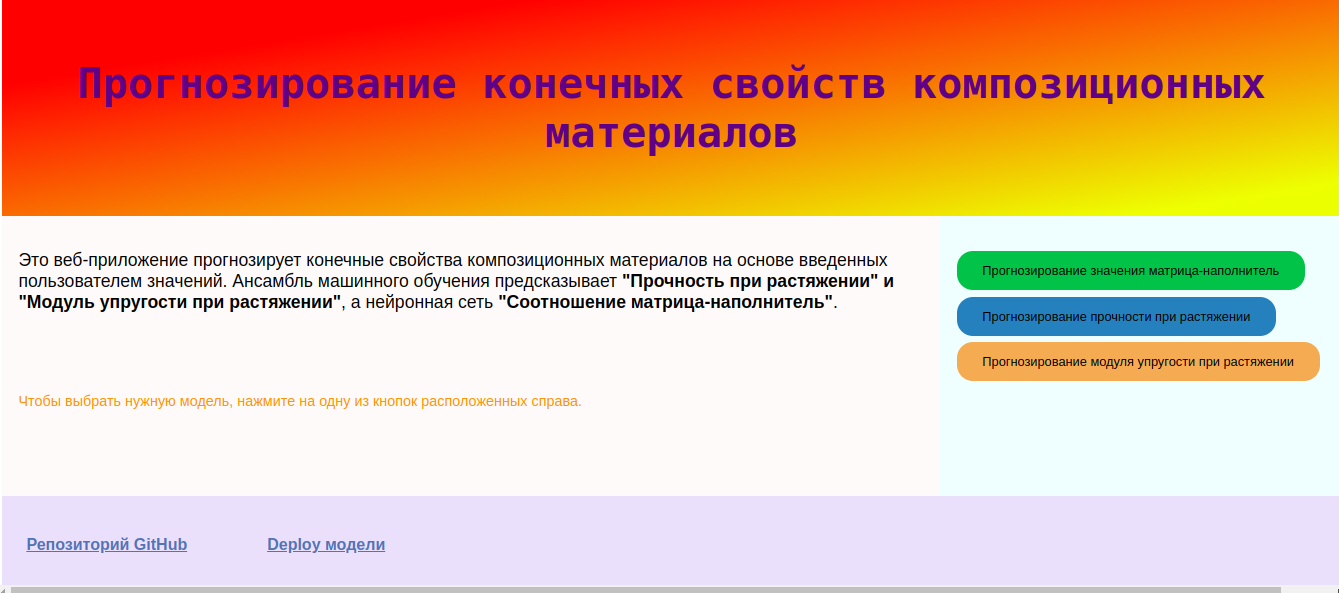 Прогнозирование конечных свойств композиционных
материалов
Это веб-приложение прогнозирует конечные свойства композиционных материалов на основе введенных
пользователем значений. Ансамбль машинного обучения предсказывает "Прочность при растяжении" и
"Модуль упругости при растяжении", а нейронная сеть "Соотношение матрица-наполнитель".
Чтобы выбрать нужную модель, нажмите на одну из кнопок расположенных справа.
Прогнозирование значения матрица-наполнитель
Прогнозирование прочности при растяжении
Прогнозирование модуля упругости при растяжении
Репозиторий GitHub
Deploy модели